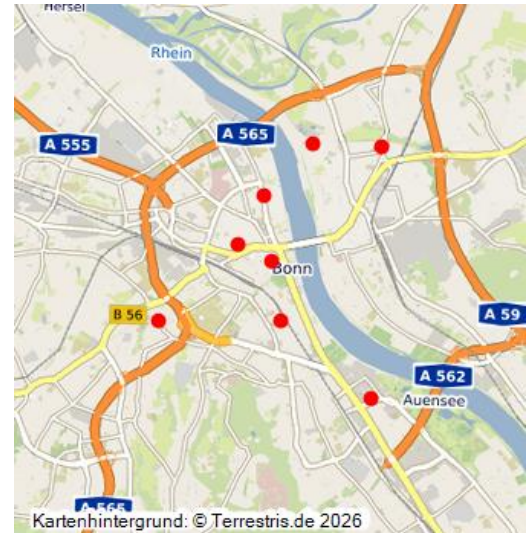 Hersel
Rhein
A 565
A 555
Bonn
B 56
A 59
A 562
Auensee
A 565
Kartenhintergrund: © Terrestris.de 2026